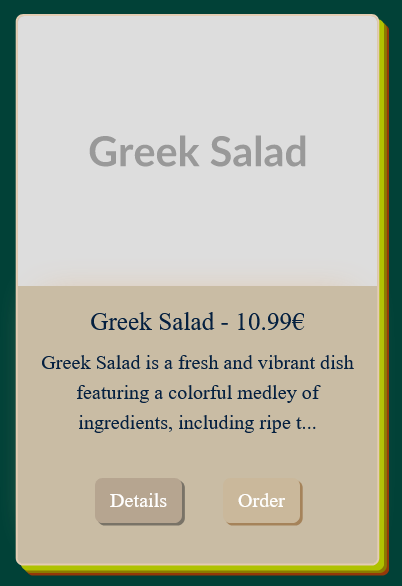 Greek Salad
Greek Salad - 10.99€
Greek Salad is a fresh and vibrant dish
featuring a colorful medley of
ingredients, including ripe t...
Details
Order